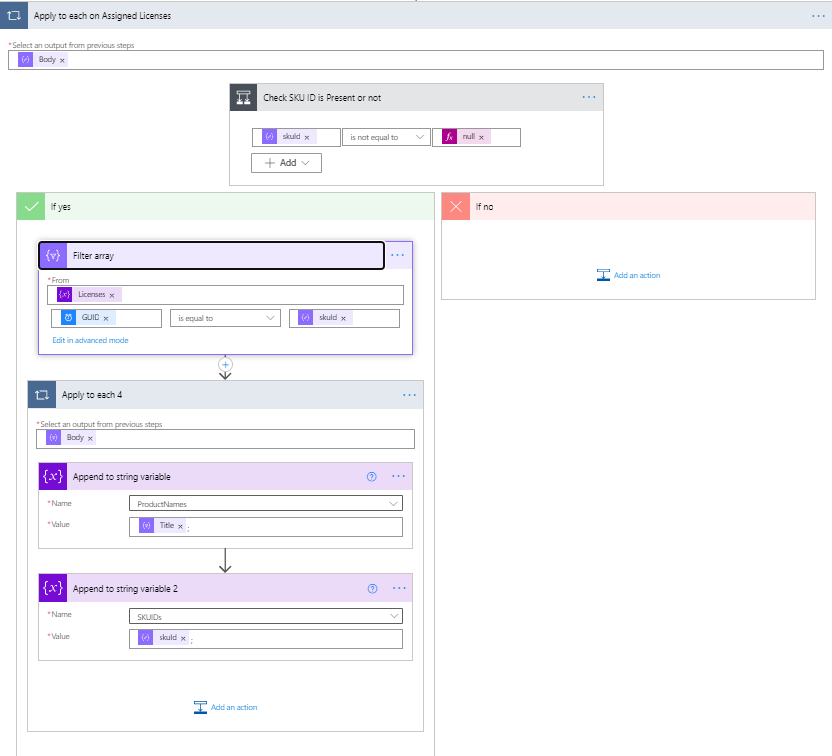 Apply to each on Assigned Licenses ...
*Select an output from previous steps
Body x
Check SKU ID is Present or not ...
skuId x is not equal to fx null x
+ Add
If yes
If no
{▽} Filter array ...
Add an action
*From
{x} Licenses x
GUID x is equal to skuId x
Edit in advanced mode
+
Apply to each 4 ...
*Select an output from previous steps
Body x
{x} Append to string variable ? ...
*Name ProductNames
*Value Title x ;
{x} Append to string variable 2 ? ...
*Name SKUIDs
*Value skuId x ;
Add an action